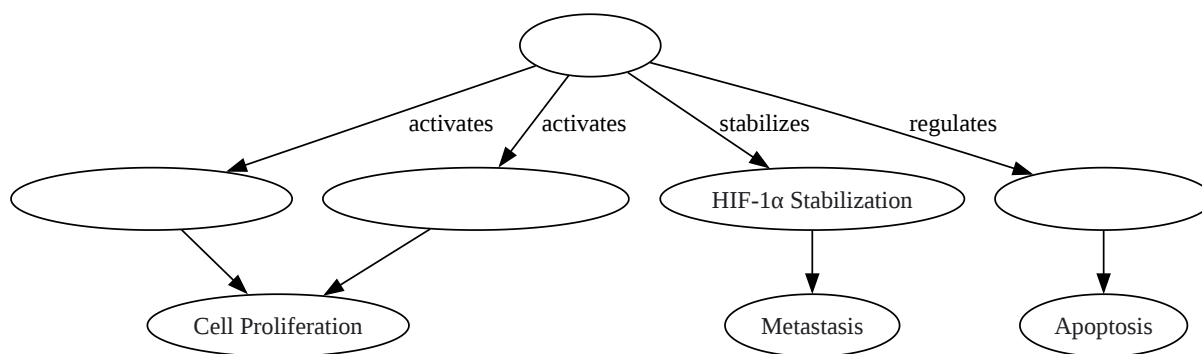 activates
activates
stabilizes
regulates
HIF-1α Stabilization
Cell Proliferation
Metastasis
Apoptosis